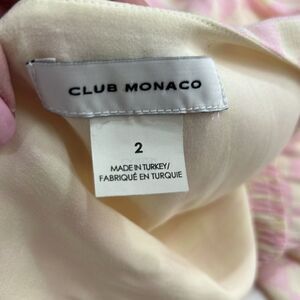 CLUB MONACO
2
MADE IN TURKEY/
FABRIQUÉ EN TURQUIE